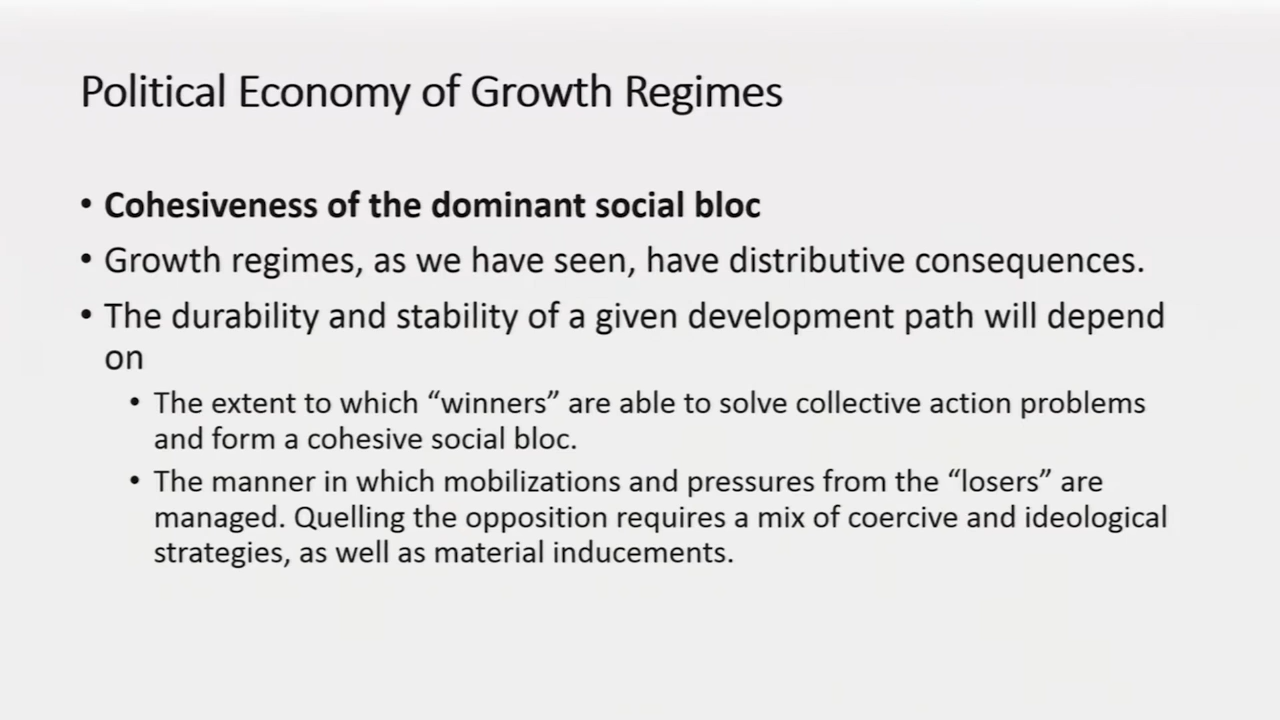 Political Economy of Growth Regimes
• Cohesiveness of the dominant social bloc
• Growth regimes, as we have seen, have distributive consequences.
• The durability and stability of a given development path will depend
on
• The extent to which “winners” are able to solve collective action problems
and form a cohesive social bloc.
• The manner in which mobilizations and pressures from the “losers” are
managed. Quelling the opposition requires a mix of coercive and ideological
strategies, as well as material inducements.